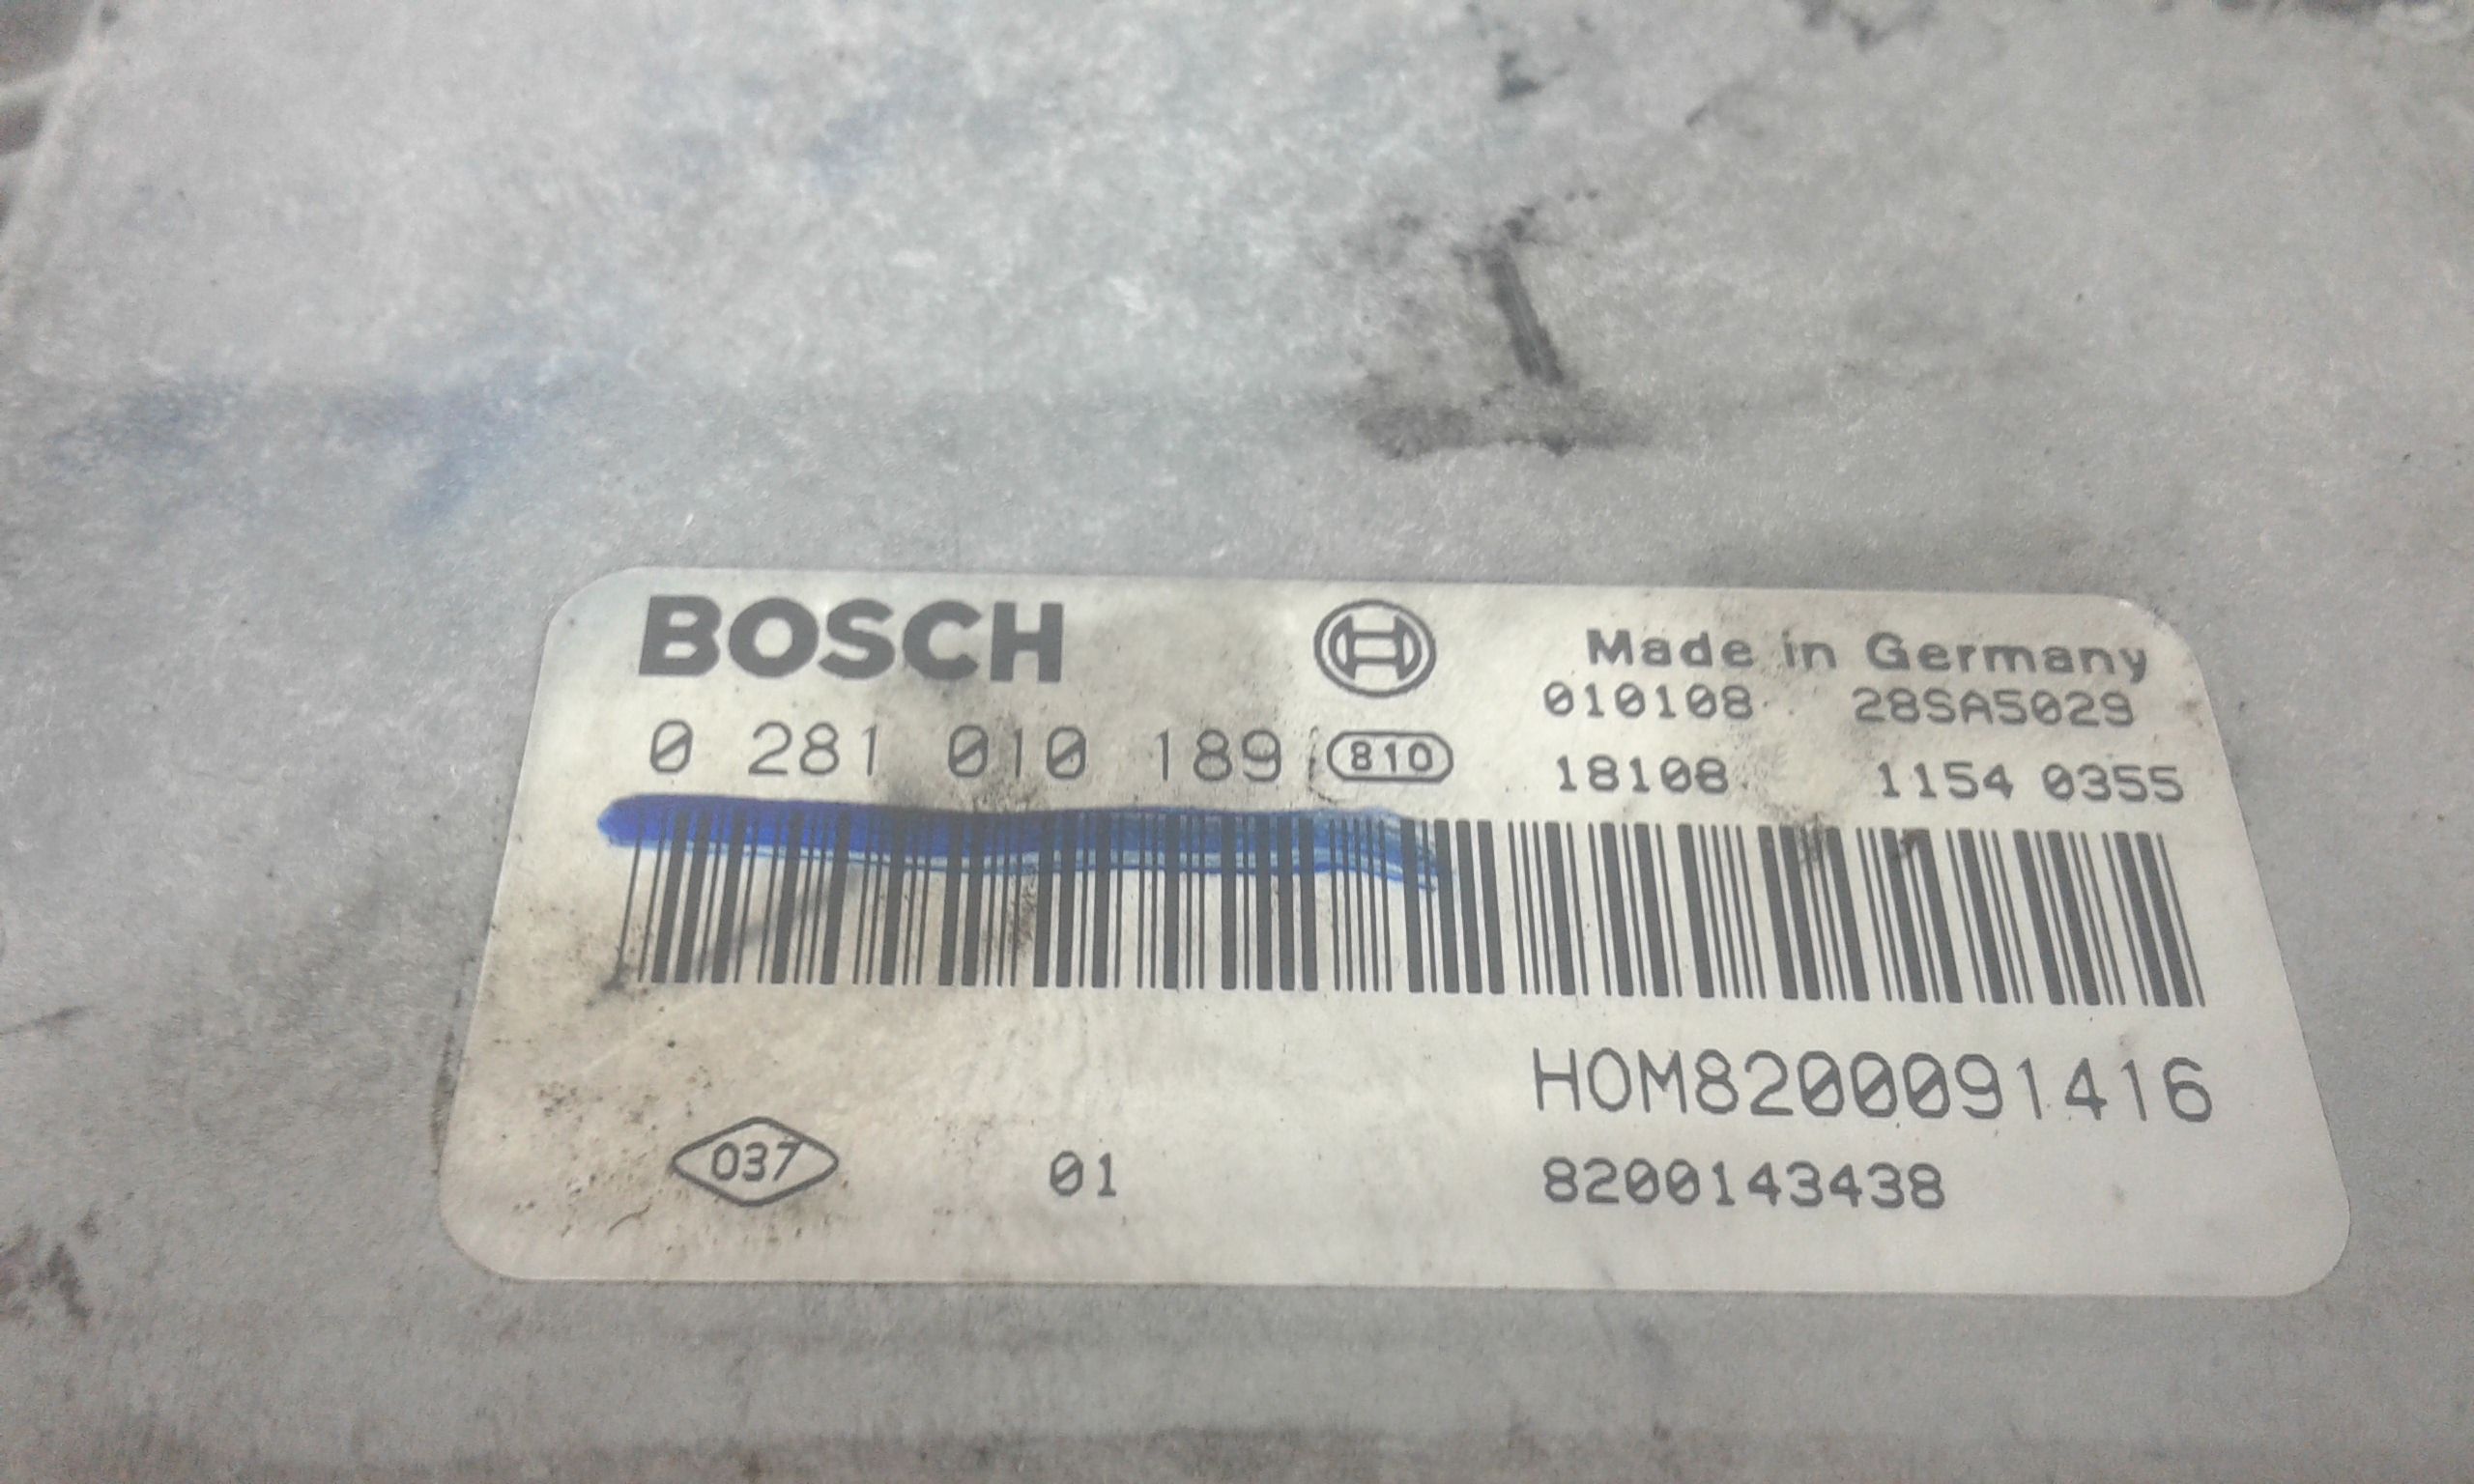 BOSCH
Made in Germany
010108 28SA5029
0 281 010 189 810
18108 1154 0355
HOM8200091416
037 01 8200143438